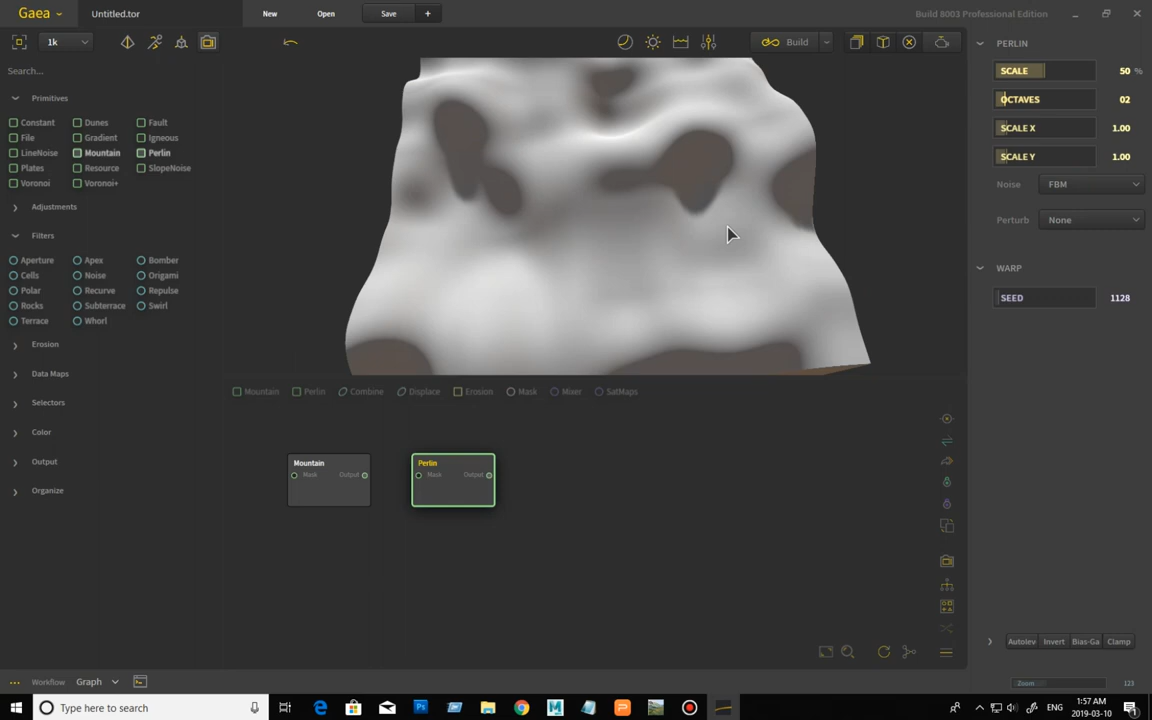 Gaea
Untitled.tor
New
Open
Save
+
Build 8003 Professional Edition
1k
Build
Search...
Primitives
Constant
Dunes
Fault
File
Gradient
Igneous
LineNoise
Mountain
Perlin
Plates
Resource
SlopeNoise
Voronoi
Voronoi+
Adjustments
Filters
Aperture
Apex
Bomber
Cells
Noise
Origami
Polar
Recurve
Repulse
Rocks
Subterrace
Swirl
Terrace
Whorl
Erosion
Data Maps
Selectors
Color
Output
Organize
Mountain
Perlin
Combine
Displace
Erosion
Mask
Mixer
SatMaps
Mountain
Mask
Output
Perlin
Mask
Output
PERLIN
SCALE
50 %
OCTAVES
02
SCALE X
1.00
SCALE Y
1.00
Noise
FBM
Perturb
None
WARP
SEED
1128
Autolev
Invert
Bias-Ga
Clamp
Workflow
Graph
Zoom
123
Type here to search
ENG
1:57 AM
2019-03-10